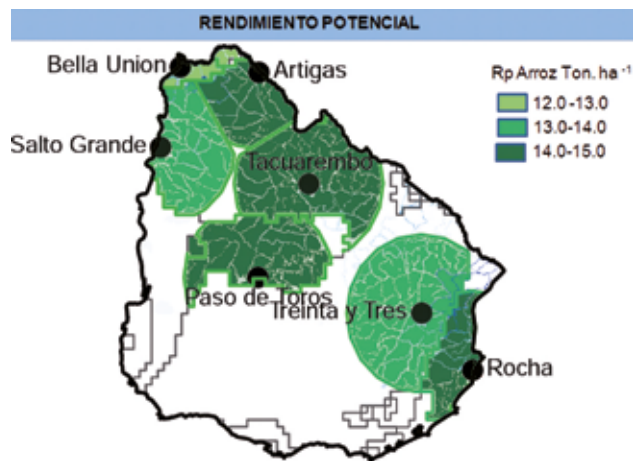 RENDIMIENTO POTENCIAL
Bella Union
Artigas
Rp Arroz Ton. ha -1
12.0-13.0
13.0-14.0
14.0-15.0
Salto Grande
Tacuarembó
Paso de Toros
Treinta y Tres
Rocha